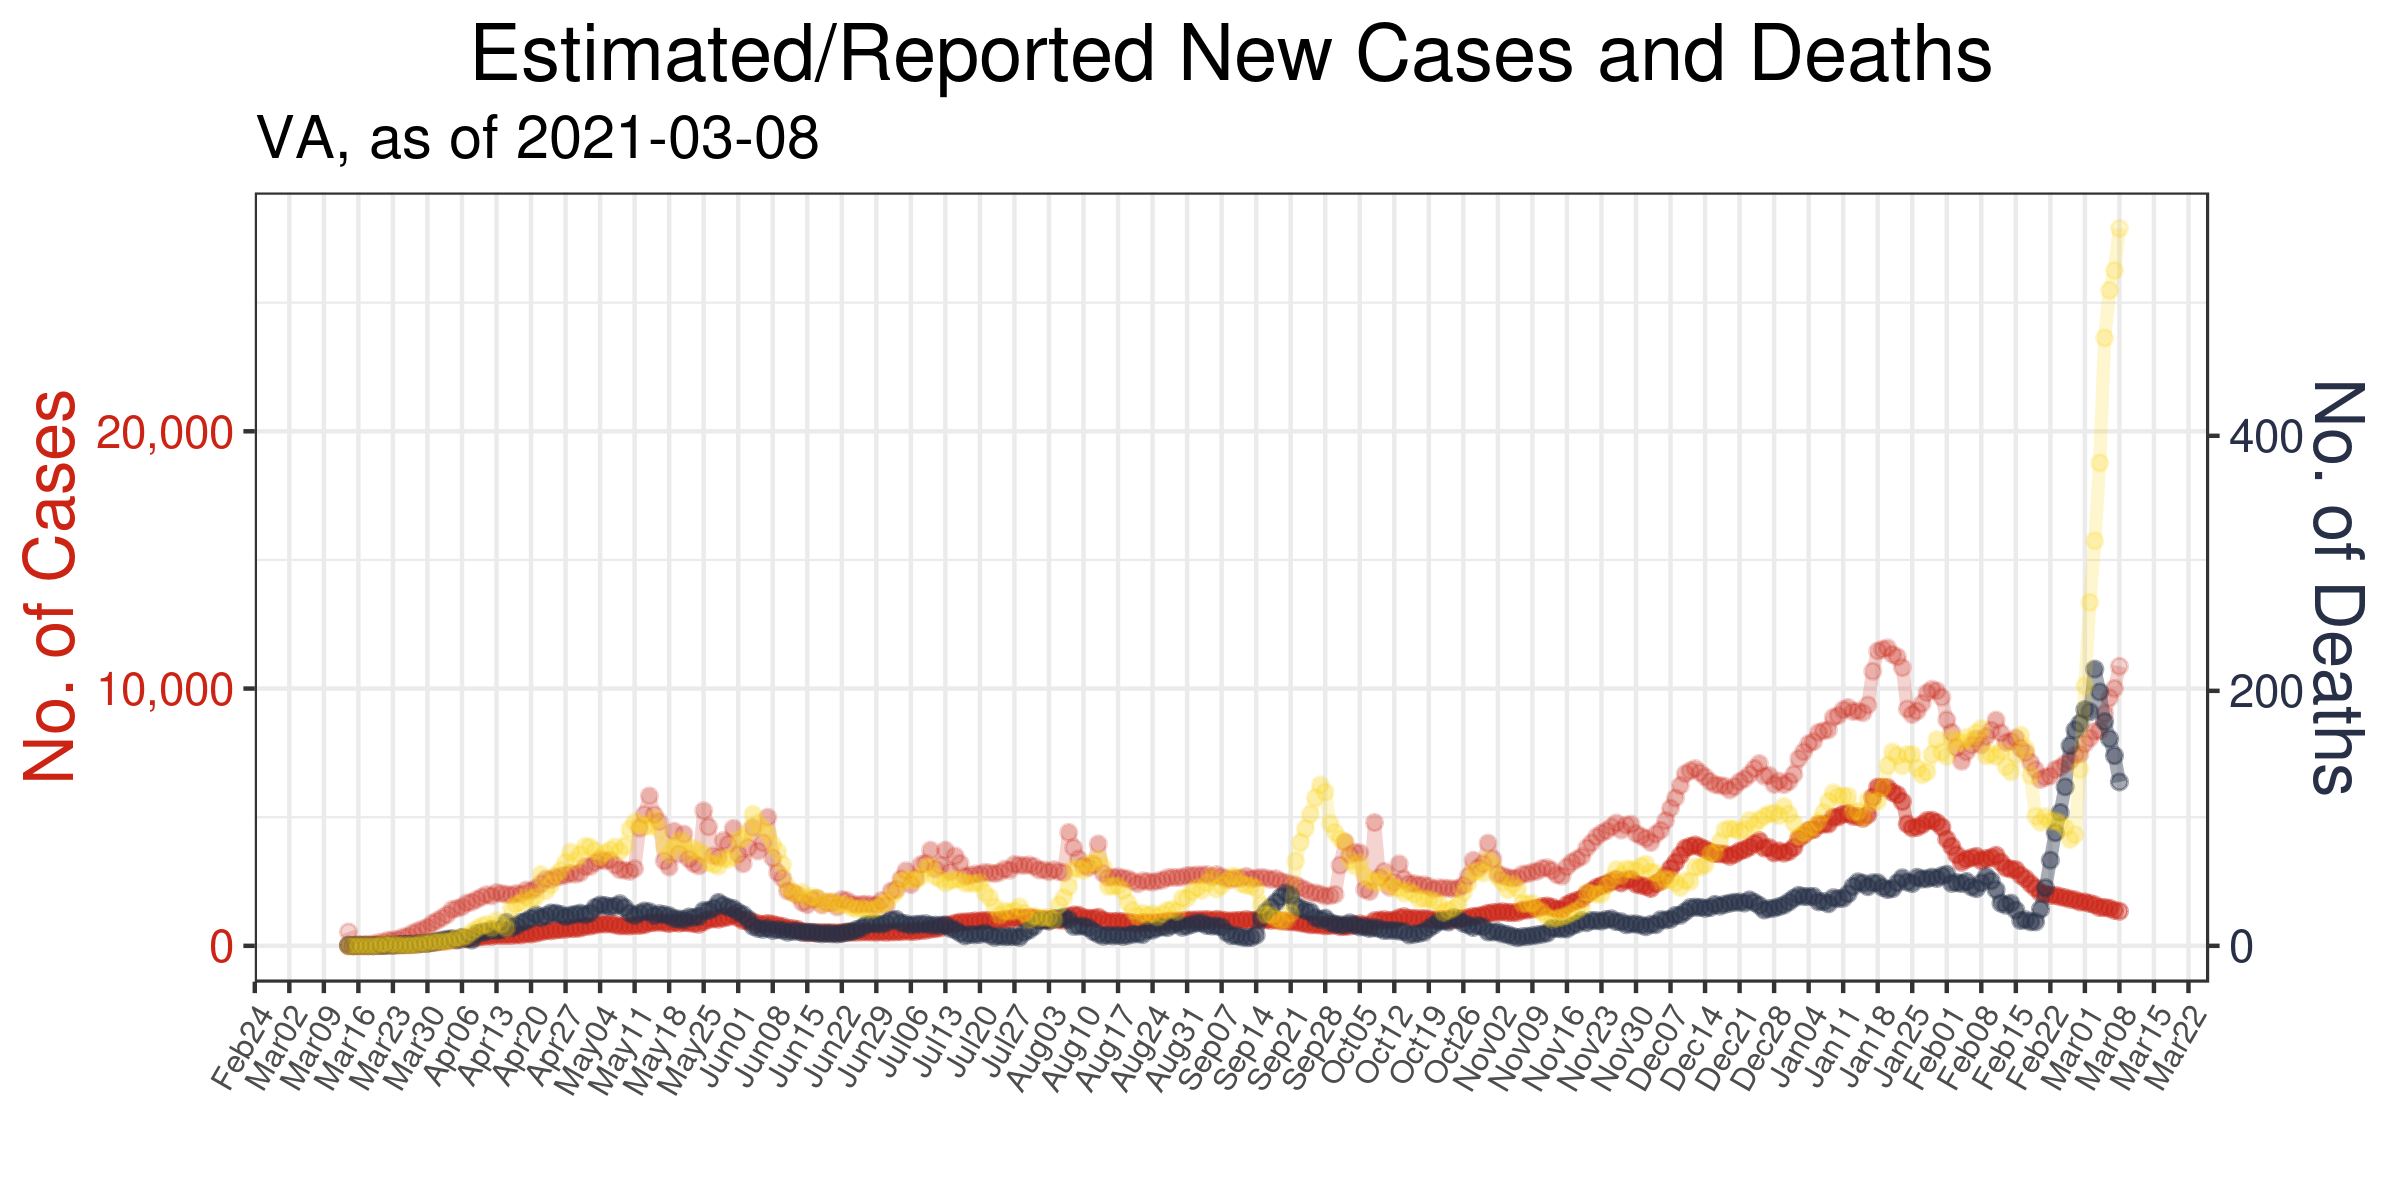 Estimated/Reported New Cases and Deaths
VA, as of 2021-03-08
No. of Cases
20,000
10,000
0
400
200
0
No. of Deaths
Feb24
Mar02
Mar09
Mar16
Mar23
Mar30
Apr06
Apr13
Apr20
Apr27
May04
May11
May18
May25
Jun01
Jun08
Jun15
Jun22
Jun29
Jul06
Jul13
Jul20
Jul27
Aug03
Aug10
Aug17
Aug24
Aug31
Sep07
Sep14
Sep21
Sep28
Oct05
Oct12
Oct19
Oct26
Nov02
Nov09
Nov16
Nov23
Nov30
Dec07
Dec14
Dec21
Dec28
Jan04
Jan11
Jan18
Jan25
Feb01
Feb08
Feb15
Feb22
Mar01
Mar08
Mar15
Mar22